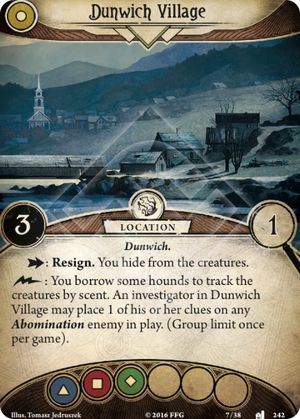 Dunwich Village
3
1
LOCATION
Dunwich.
: Resign. You hide from the creatures.
: You borrow some hounds to track the
creatures by scent. An investigator in Dunwich
Village may place 1 of his or her clues on any
Abomination enemy in play. (Group limit once
per game).
Illus. Tomasz Jedruszek
© 2016 FFG
7/38
242